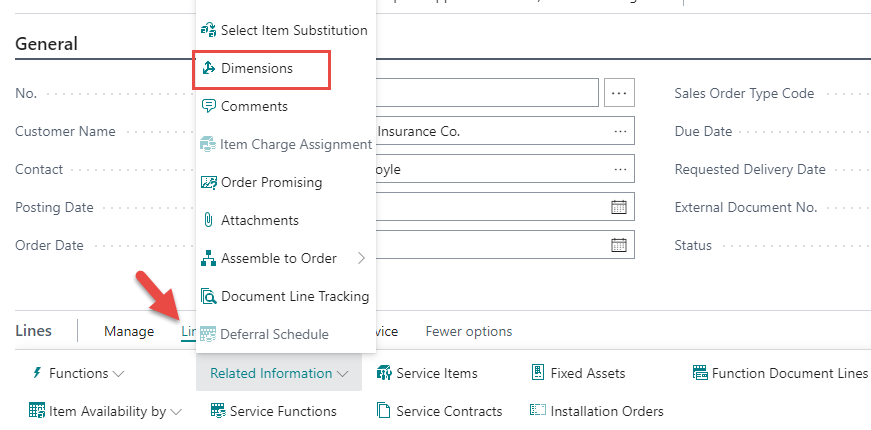 Select Item Substitution
General
Dimensions
No.
Sales Order Type Code
Comments
Customer Name
Insurance Co.
Due Date
Item Charge Assignment
Contact
oyle
Requested Delivery Date
Order Promising
Posting Date
External Document No.
Attachments
Order Date
Status
Assemble to Order
Document Line Tracking
Lines Manage Lin vice Fewer options
Deferral Schedule
Functions Related Information Service Items Fixed Assets Function Document Lines
Item Availability by Service Functions Service Contracts Installation Orders